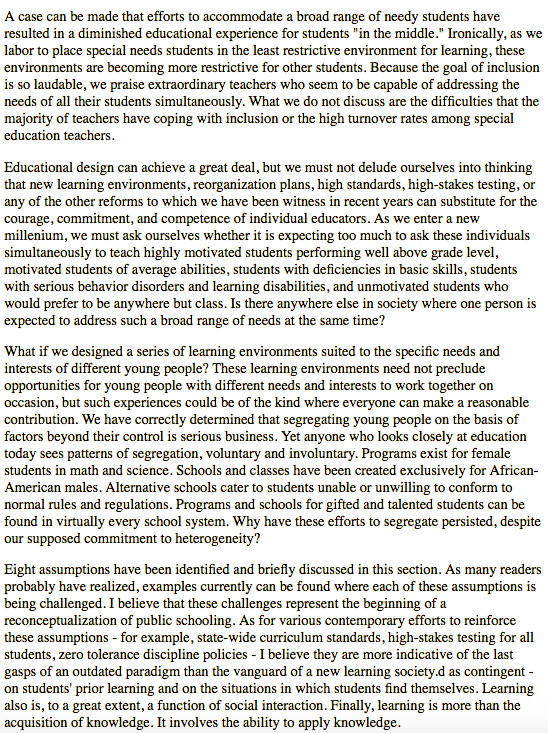 A case can be made that efforts to accommodate a broad range of needy students have
resulted in a diminished educational experience for students "in the middle." Ironically, as we
labor to place special needs students in the least restrictive environment for learning, these
environments are becoming more restrictive for other students. Because the goal of inclusion
is so laudable, we praise extraordinary teachers who seem to be capable of addressing the
needs of all their students simultaneously. What we do not discuss are the difficulties that the
majority of teachers have coping with inclusion or the high turnover rates among special
education teachers.
Educational design can achieve a great deal, but we must not delude ourselves into thinking
that new learning environments, reorganization plans, high standards, high-stakes testing, or
any of the other reforms to which we have been witness in recent years can substitute for the
courage, commitment, and competence of individual educators. As we enter a new
millenium, we must ask ourselves whether it is expecting too much to ask these individuals
simultaneously to teach highly motivated students performing well above grade level,
motivated students of average abilities, students with deficiencies in basic skills, students
with serious behavior disorders and learning disabilities, and unmotivated students who
would prefer to be anywhere but class. Is there anywhere else in society where one person is
expected to address such a broad range of needs at the same time?
What if we designed a series of learning environments suited to the specific needs and
interests of different young people? These learning environments need not preclude
opportunities for young people with different needs and interests to work together on
occasion, but such experiences could be of the kind where everyone can make a reasonable
contribution. We have correctly determined that segregating young people on the basis of
factors beyond their control is serious business. Yet anyone who looks closely at education
today sees patterns of segregation, voluntary and involuntary. Programs exist for female
students in math and science. Schools and classes have been created exclusively for African-
American males. Alternative schools cater to students unable or unwilling to conform to
normal rules and regulations. Programs and schools for gifted and talented students can be
found in virtually every school system. Why have these efforts to segregate persisted, despite
our supposed commitment to heterogeneity?
Eight assumptions have been identified and briefly discussed in this section. As many readers
probably have realized, examples currently can be found where each of these assumptions is
being challenged. I believe that these challenges represent the beginning of a
reconceptualization of public schooling. As for various contemporary efforts to reinforce
these assumptions - for example, state-wide curriculum standards, high-stakes testing for all
students, zero tolerance discipline policies - I believe they are more indicative of the last
gasps of an outdated paradigm than the vanguard of a new learning society.d as contingent -
on students' prior learning and on the situations in which students find themselves. Learning
also is, to a great extent, a function of social interaction. Finally, learning is more than the
acquisition of knowledge. It involves the ability to apply knowledge.